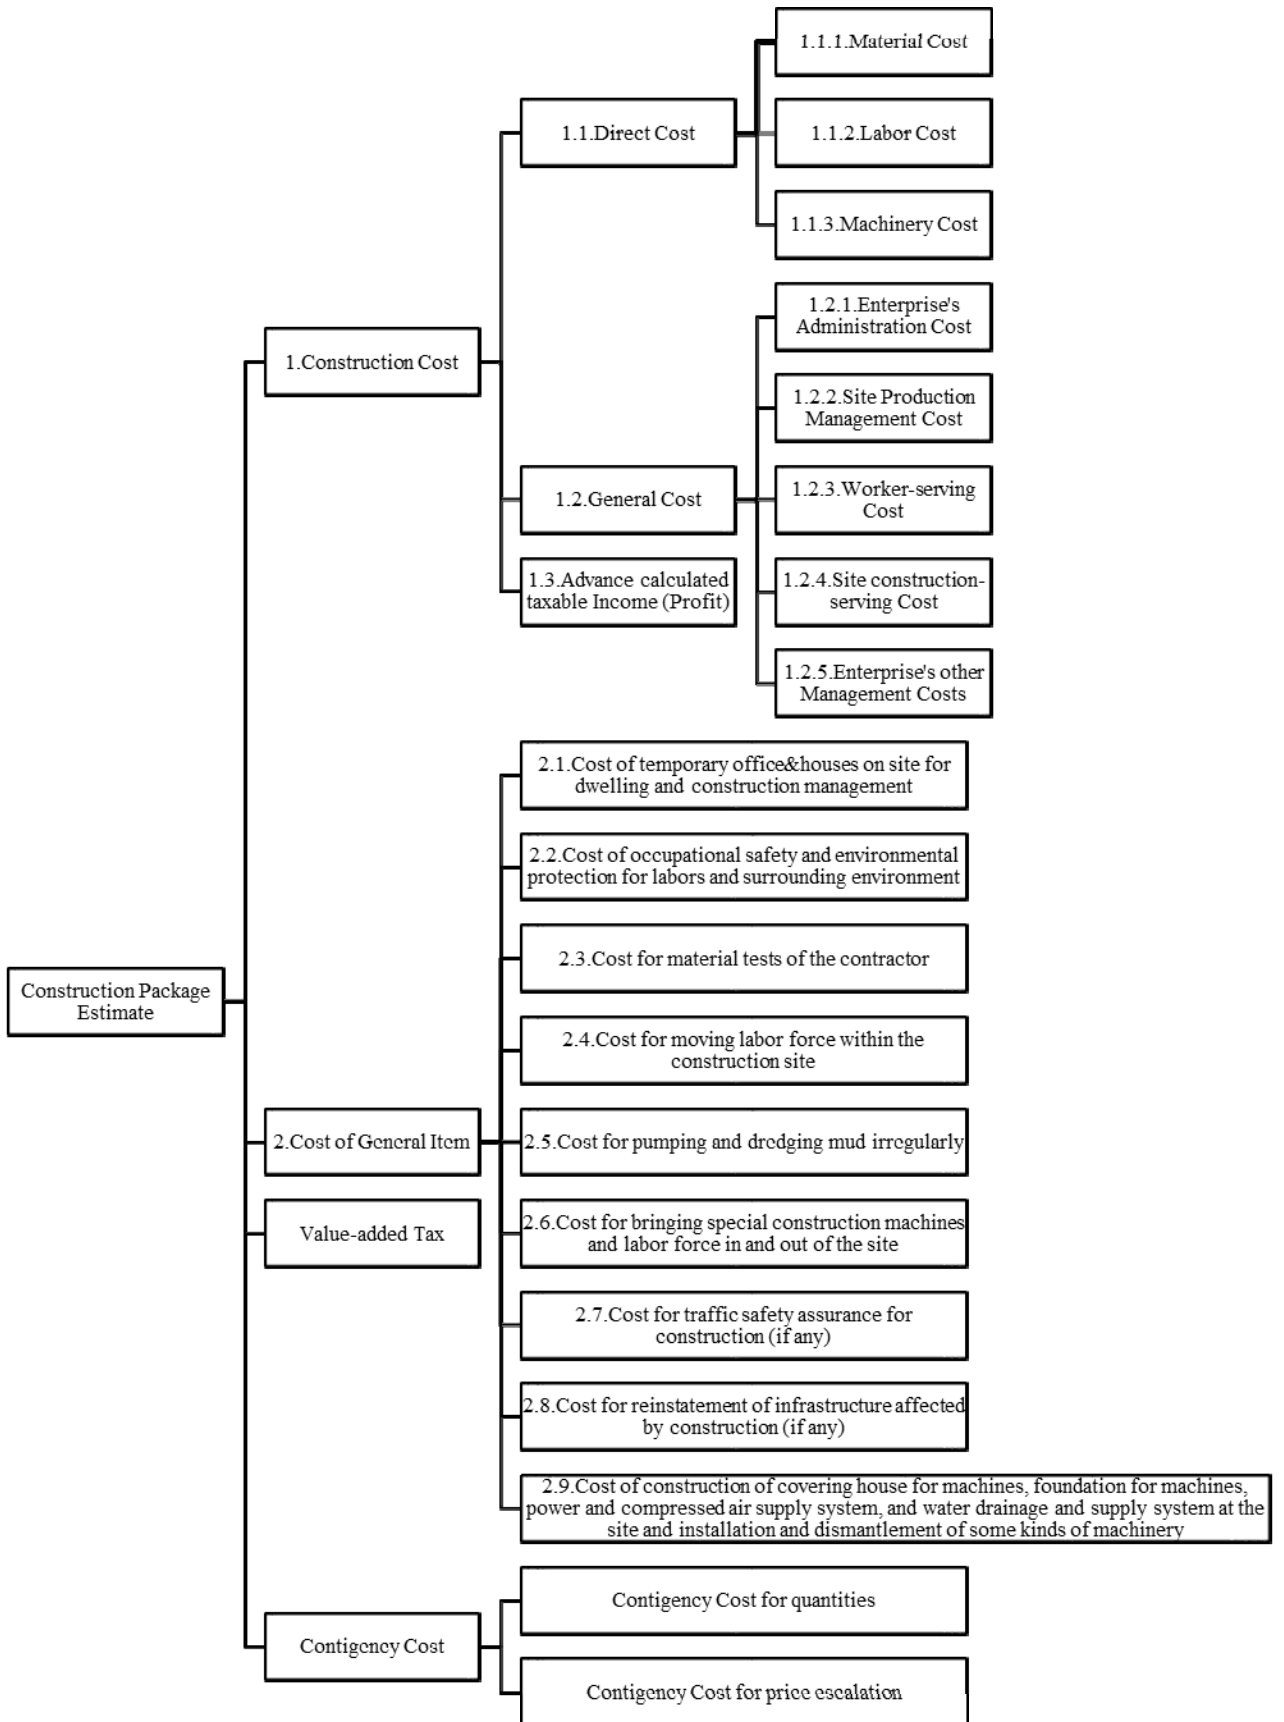 Construction Package
Estimate
1.Construction Cost
1.1.Direct Cost
1.1.1.Material Cost
1.1.2.Labor Cost
1.1.3.Machinery Cost
1.2.General Cost
1.2.1.Enterprise's
Administration Cost
1.2.2.Site Production
Management Cost
1.2.3.Worker-serving
Cost
1.2.4.Site construction-
serving Cost
1.2.5.Enterprise's other
Management Costs
1.3.Advance calculated
taxable Income (Profit)
2.Cost of General Item
2.1.Cost of temporary office&houses on site for
dwelling and construction management
2.2.Cost of occupational safety and environmental
protection for labors and surrounding environment
2.3.Cost for material tests of the contractor
2.4.Cost for moving labor force within the
construction site
2.5.Cost for pumping and dredging mud irregularly
2.6.Cost for bringing special construction machines
and labor force in and out of the site
2.7.Cost for traffic safety assurance for
construction (if any)
2.8.Cost for reinstatement of infrastructure affected
by construction (if any)
2.9.Cost of construction of covering house for machines, foundation for machines,
power and compressed air supply system, and water drainage and supply system at the
site and installation and dismantlement of some kinds of machinery
Value-added Tax
Contigency Cost
Contigency Cost for quantities
Contigency Cost for price escalation